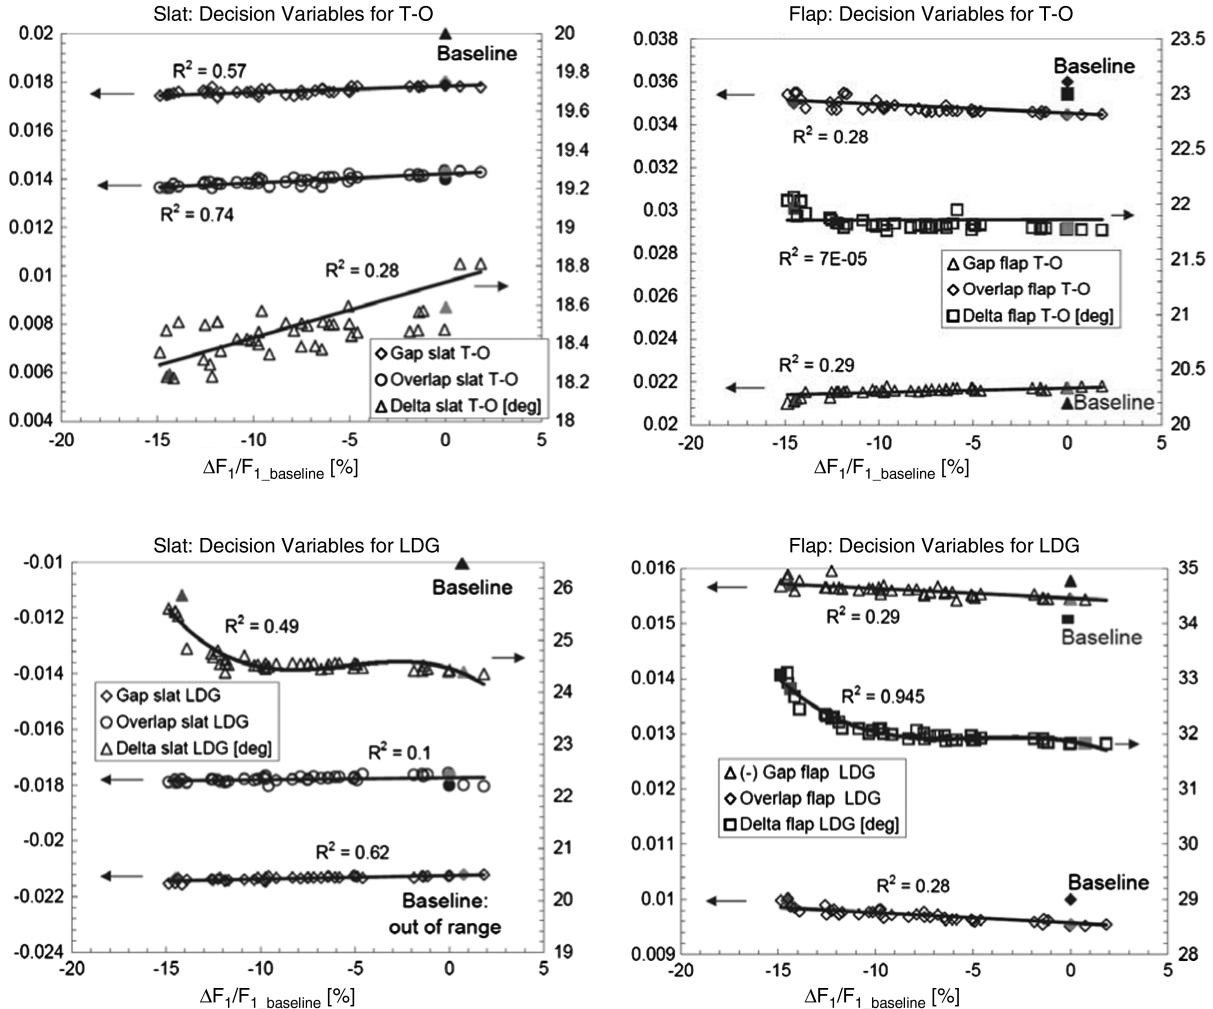 Slat: Decision Variables for T-O
0.02
0.018
0.016
0.014
0.012
0.01
0.008
0.006
0.004
20
19.8
19.6
19.4
19.2
19
18.8
18.6
18.4
18.2
18
-20
-15
-10
-5
0
5
Baseline
R² = 0.57
R² = 0.74
R² = 0.28
Gap slat T-O
Overlap slat T-O
Delta slat T-O [deg]
ΔF₁/F₁_baseline [%]
Flap: Decision Variables for T-O
0.038
0.036
0.034
0.032
0.03
0.028
0.026
0.024
0.022
0.02
23.5
23
22.5
22
21.5
21
20.5
20
-20
-15
-10
-5
0
5
Baseline
R² = 0.28
R² = 7E-05
Gap flap T-O
Overlap flap T-O
Delta flap T-O [deg]
R² = 0.29
Baseline
ΔF₁/F₁_baseline [%]
Slat: Decision Variables for LDG
-0.01
-0.012
-0.014
-0.016
-0.018
-0.02
-0.022
-0.024
26
25
24
23
22
21
20
19
-20
-15
-10
-5
0
5
Baseline
R² = 0.49
Gap slat LDG
Overlap slat LDG
Delta slat LDG [deg]
R² = 0.1
R² = 0.62
Baseline:
out of range
ΔF₁/F₁_baseline [%]
Flap: Decision Variables for LDG
0.016
0.015
0.014
0.013
0.012
0.011
0.01
0.009
35
34
33
32
31
30
29
28
-20
-15
-10
-5
0
5
R² = 0.29
Baseline
R² = 0.945
(-) Gap flap LDG
Overlap flap LDG
Delta flap LDG [deg]
R² = 0.28
Baseline
ΔF₁/F₁_baseline [%]